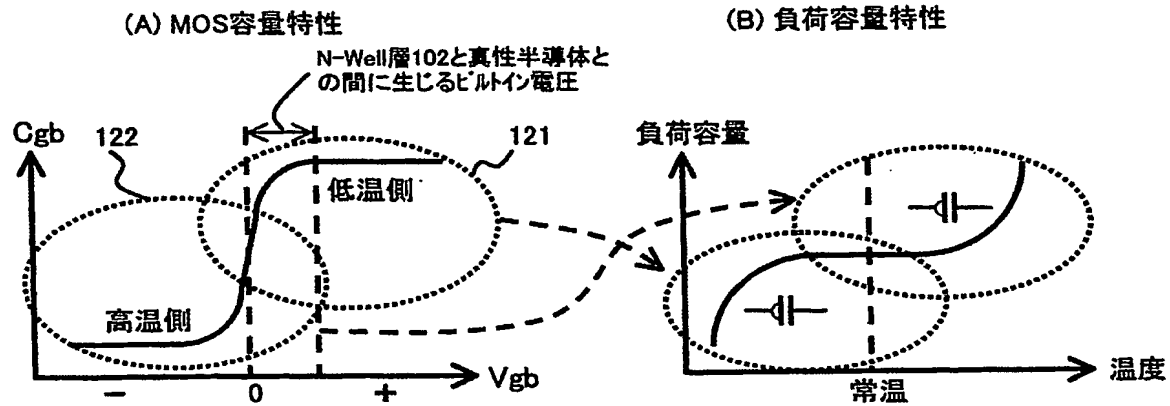 (A) MOS容量特性
N-Well層102と真性半導体と
の間に生じるビルトイン電圧
Cgb
122
121
低温側
高温側
−
0
+
Vgb
(B) 負荷容量特性
負荷容量
常温
温度